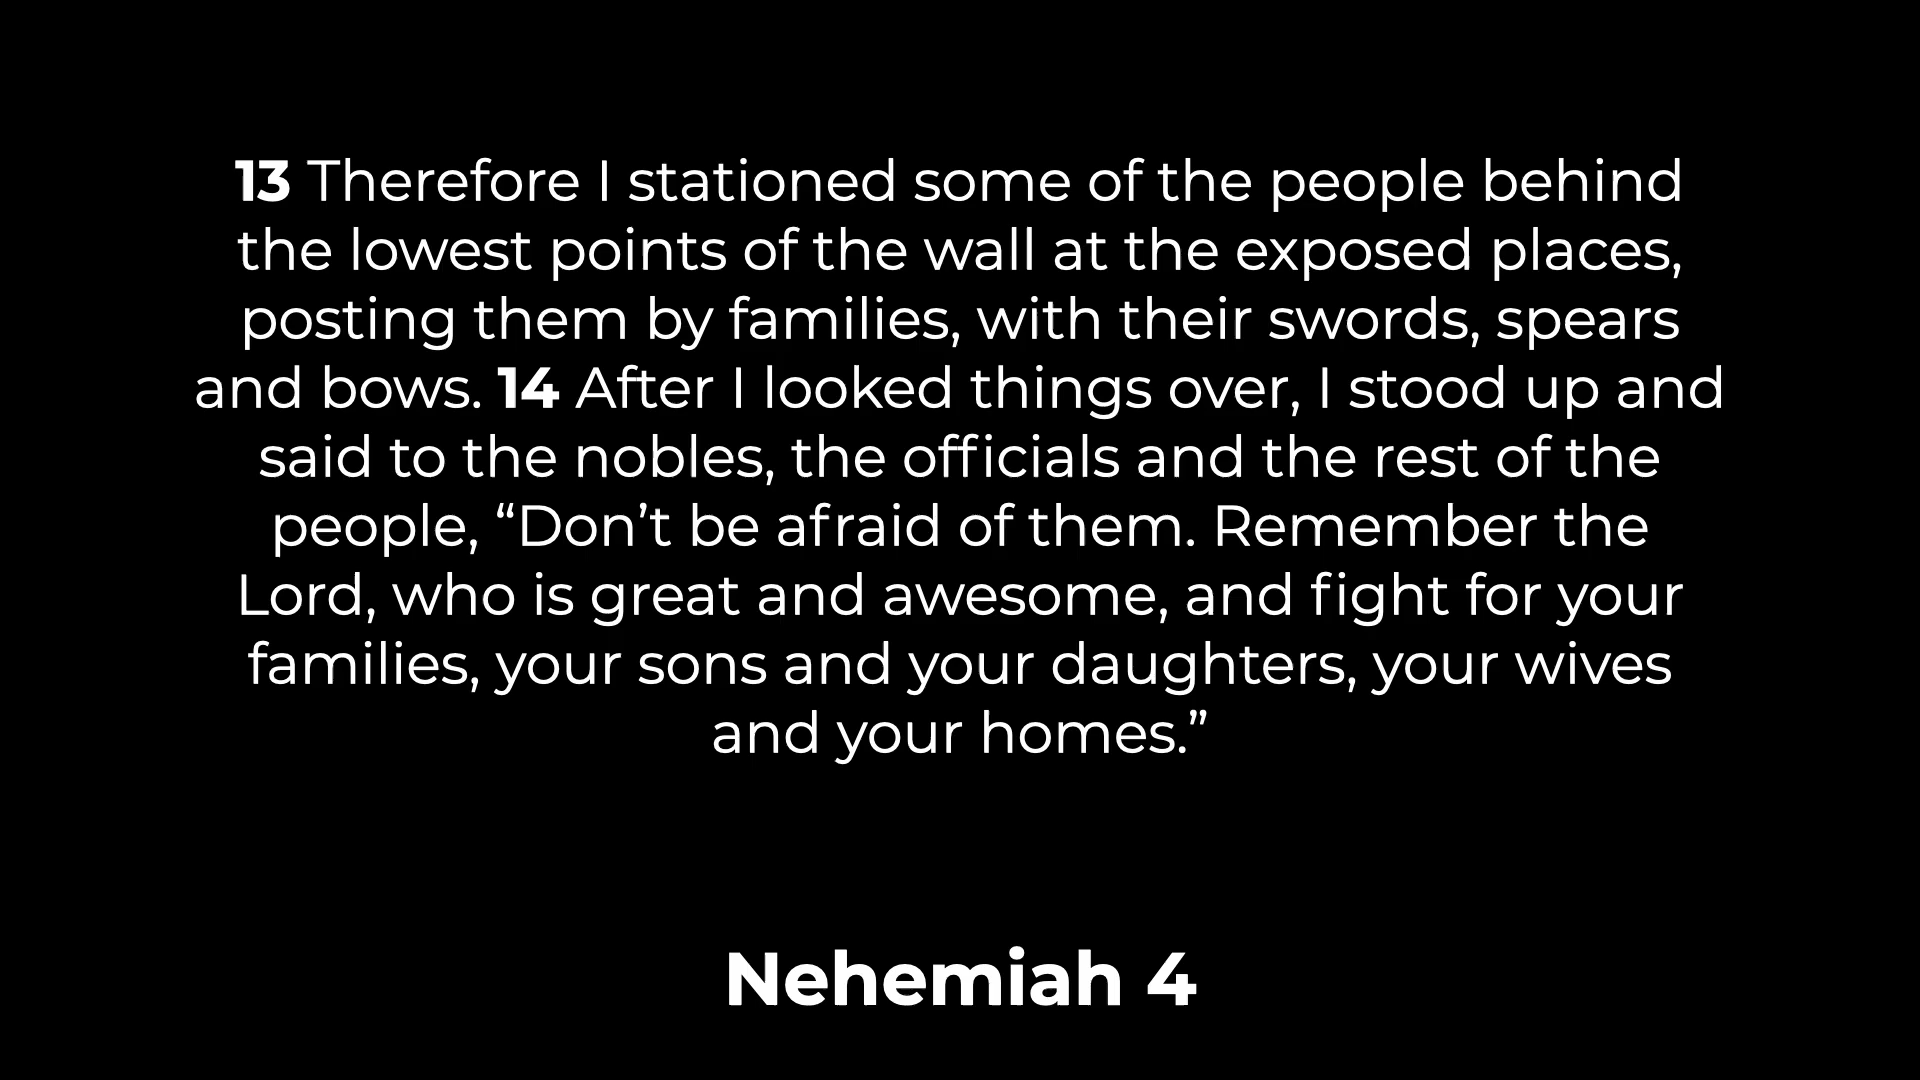 13 Therefore I stationed some of the people behind
the lowest points of the wall at the exposed places,
posting them by families, with their swords, spears
and bows. 14 After I looked things over, I stood up and
said to the nobles, the officials and the rest of the
people, “Don’t be afraid of them. Remember the
Lord, who is great and awesome, and fight for your
families, your sons and your daughters, your wives
and your homes.”
Nehemiah 4